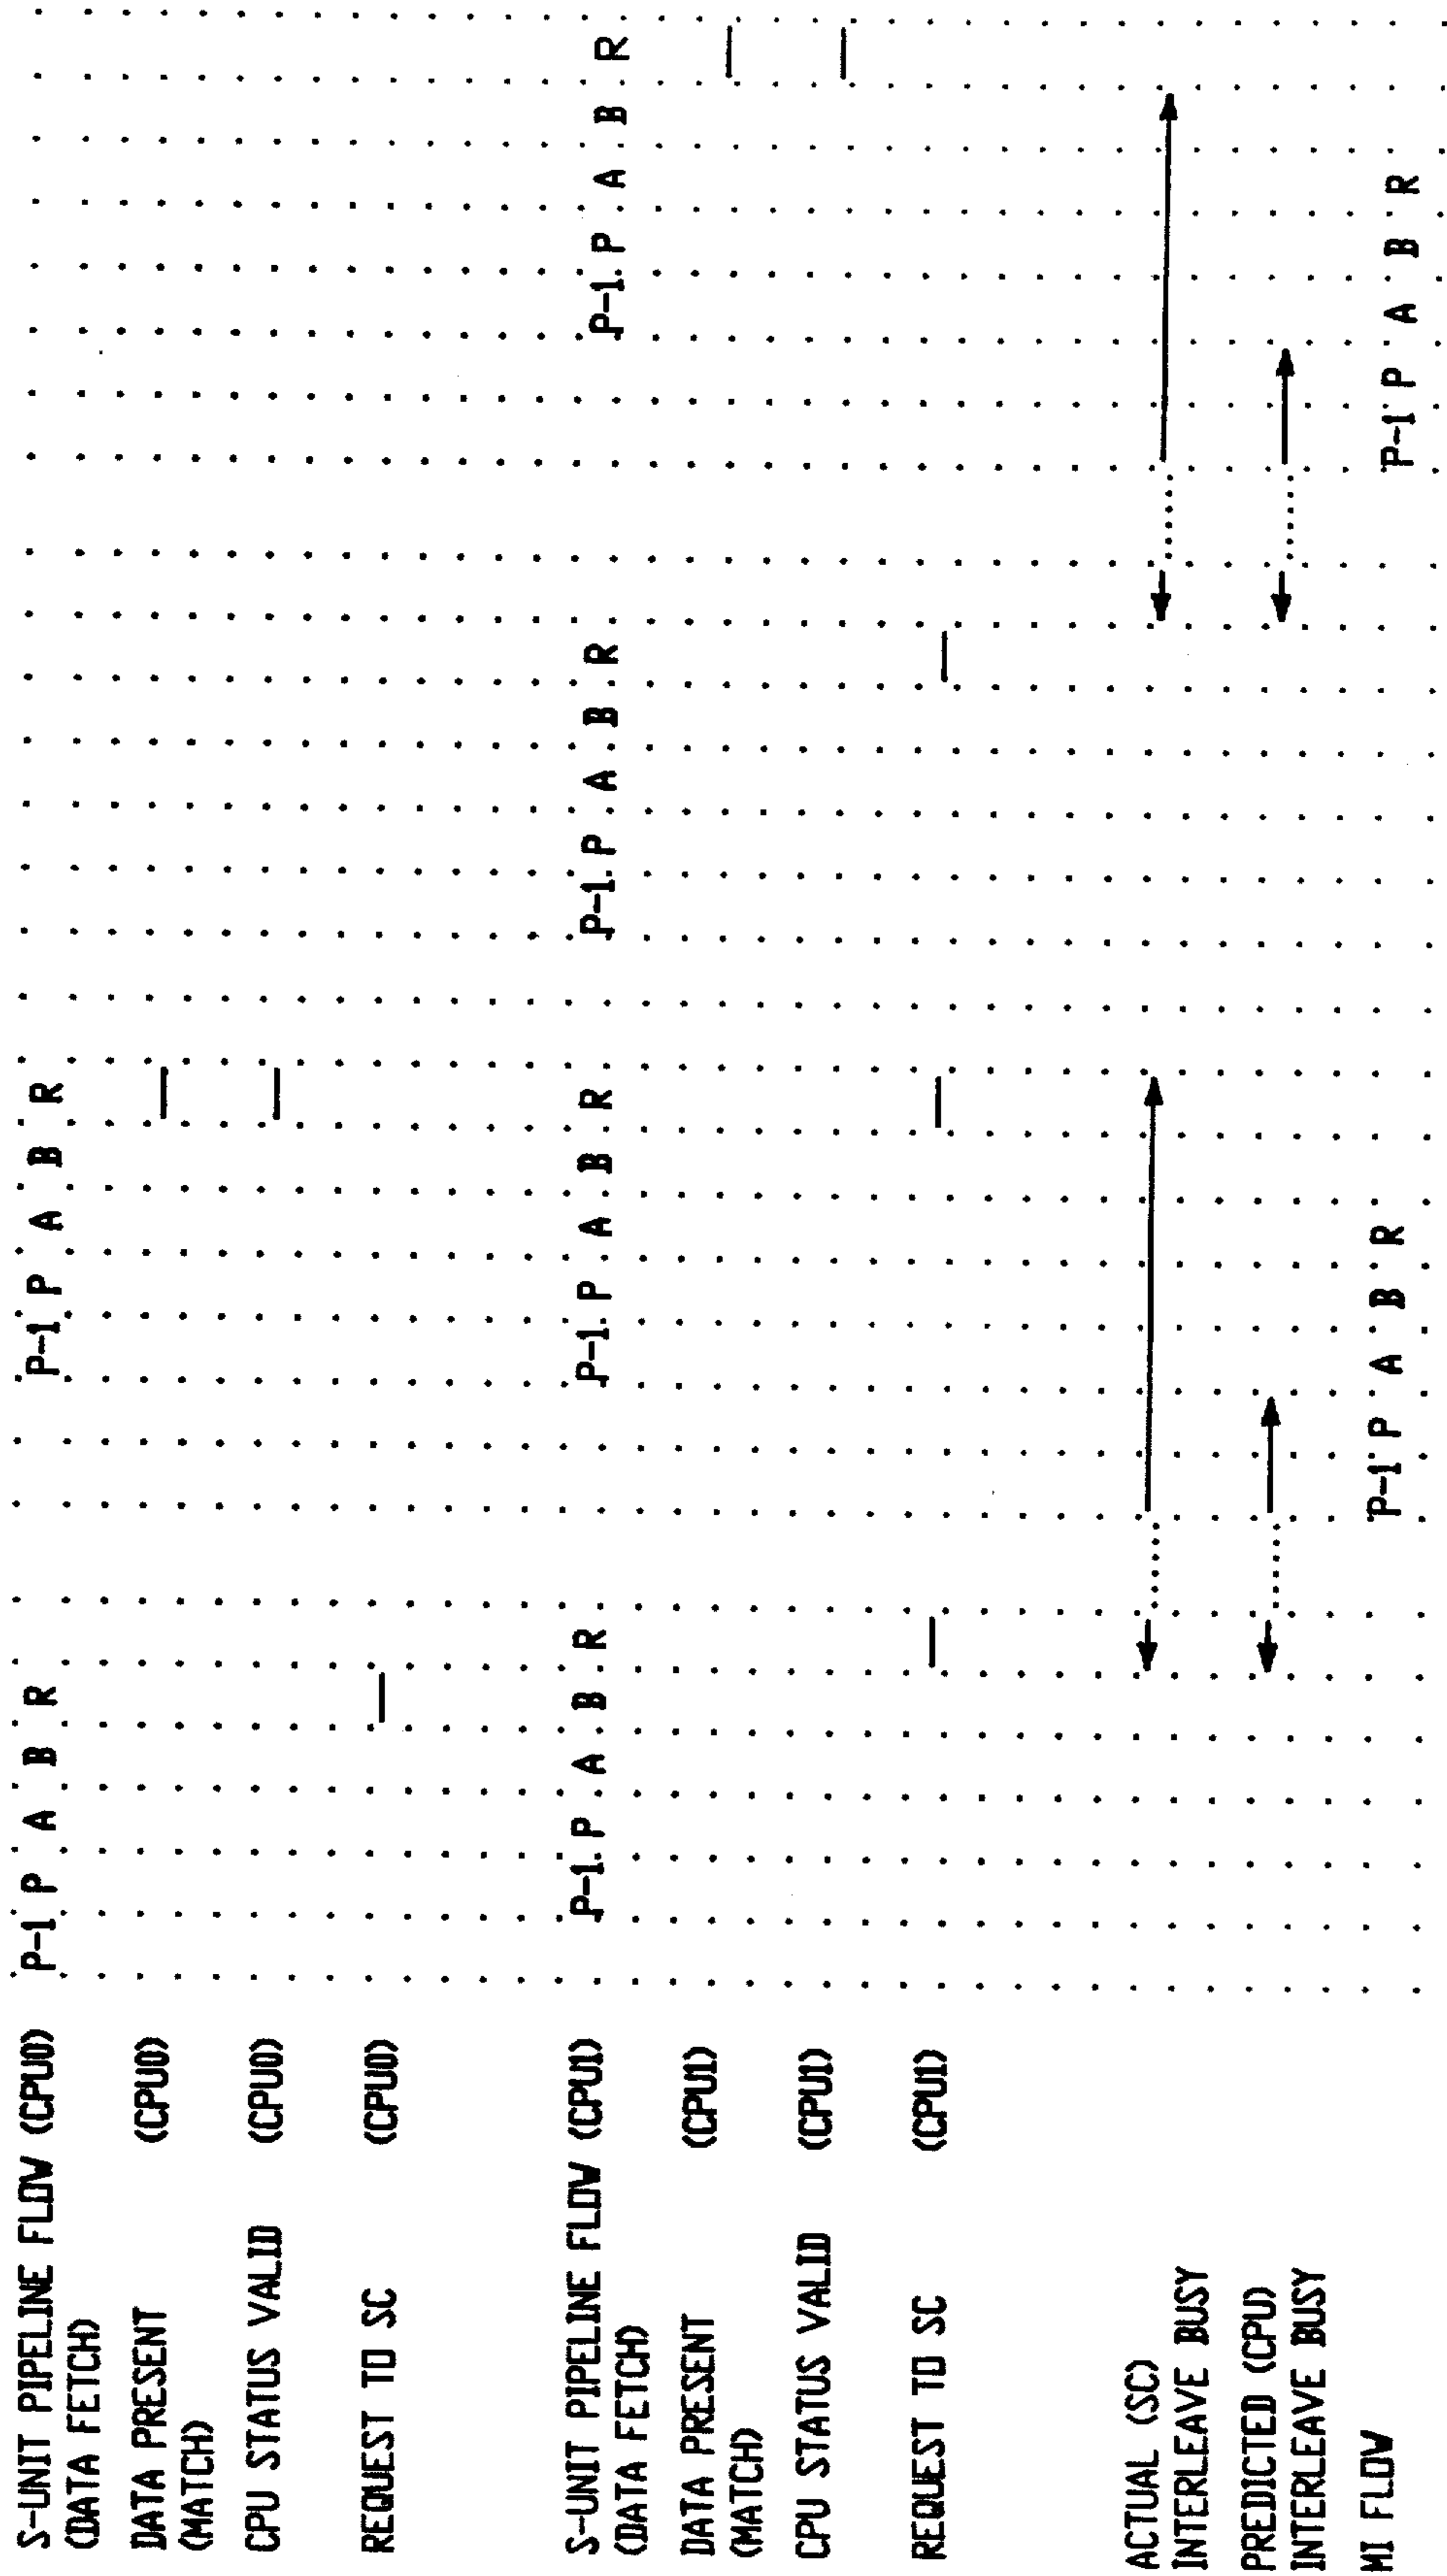 S-UNIT PIPELINE FLOW (CPU0) P-1 P A B R P-1 P A B R
(DATA FETCH)
DATA PRESENT (CPU0)
(MATCH)
CPU STATUS VALID (CPU0)
REQUEST TO SC (CPU0)
S-UNIT PIPELINE FLOW (CPU1) P-1 P A B R P-1 P A B R P-1 P A B R P-1 P A B R
(DATA FETCH)
DATA PRESENT (CPU1)
(MATCH)
CPU STATUS VALID (CPU1)
REQUEST TO SC (CPU1)
ACTUAL (SC)
INTERLEAVE BUSY
PREDICTED (CPU)
INTERLEAVE BUSY
MI FLOW P-1 P A B R P-1 P A B R